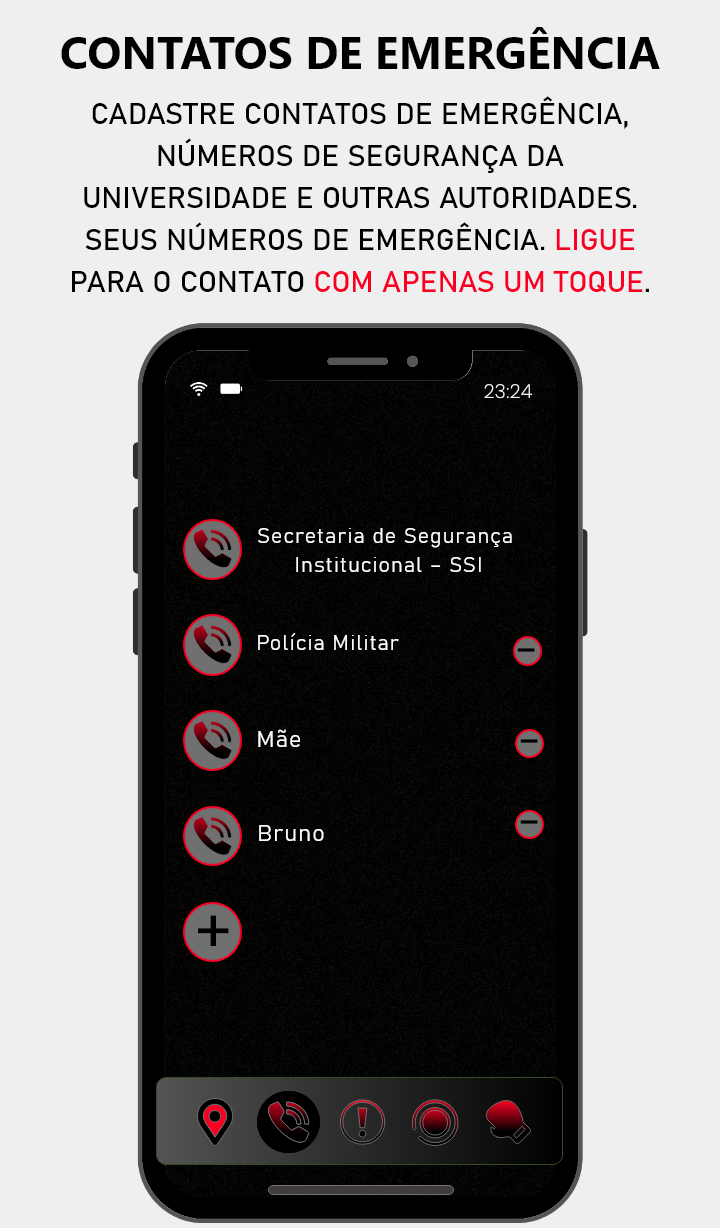 CONTATOS DE EMERGÊNCIA
CADASTRE CONTATOS DE EMERGÊNCIA,
NÚMEROS DE SEGURANÇA DA
UNIVERSIDADE E OUTRAS AUTORIDADES.
SEUS NÚMEROS DE EMERGÊNCIA. LIGUE
PARA O CONTATO COM APENAS UM TOQUE.
23:24
Secretaria de Segurança
Institucional – SSI
Polícia Militar
Mãe
Bruno